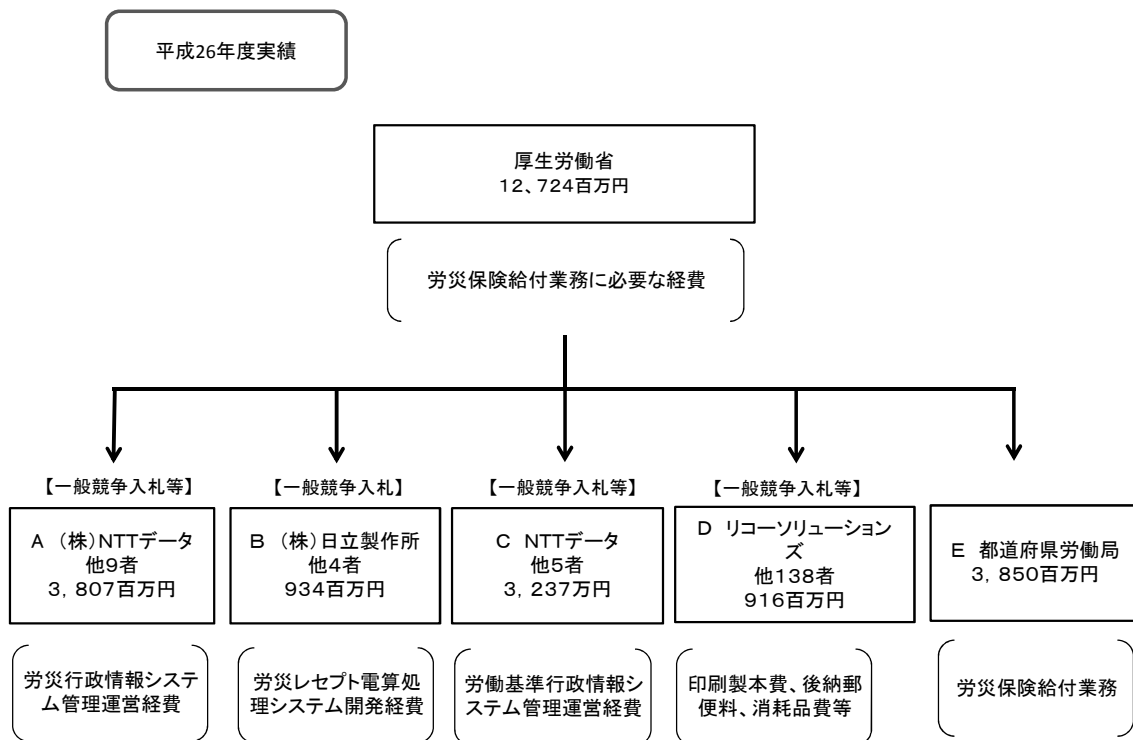 平成26年度実績
厚生労働省
１２、７２４百万円
労災保険給付業務に必要な経費
【一般競争入札等】
【一般競争入札】
【一般競争入札等】
【一般競争入札等】
Ａ （株）ＮＴＴデータ
他９者
３，８０７百万円
Ｂ （株）日立製作所
他４者
９３４百万円
Ｃ ＮＴＴデータ
他５者
３，２３７万円
Ｄ リコーソリューション
ズ
他１３８者
９１６百万円
Ｅ 都道府県労働局
３，８５０百万円
労災行政情報システ
ム管理運営経費
労災レセプト電算処
理システム開発経費
労働基準行政情報シ
ステム管理運営経費
印刷製本費、後納郵
便料、消耗品費等
労災保険給付業務